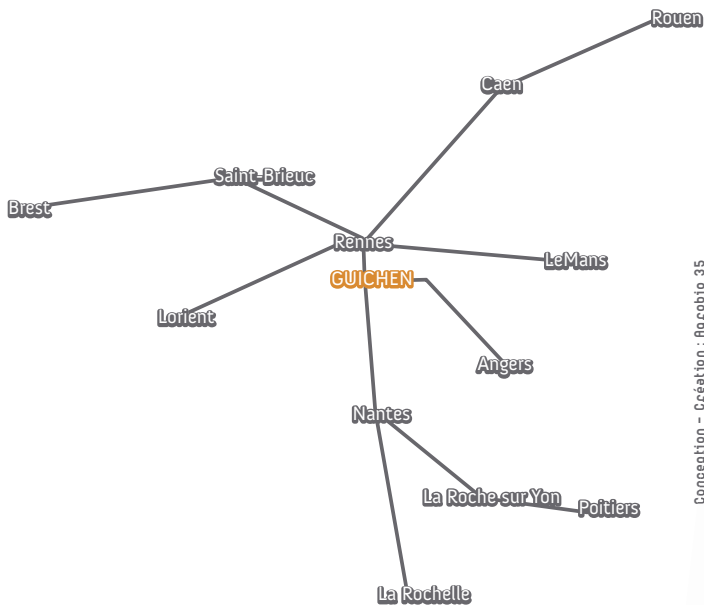 Rouen
Caen
Saint-Brieuc
Brest
Rennes
LeMans
GUICHEN
Lorient
Angers
Nantes
La Roche sur Yon
Poitiers
La Rochelle
Conception - Création : Agrobio 35